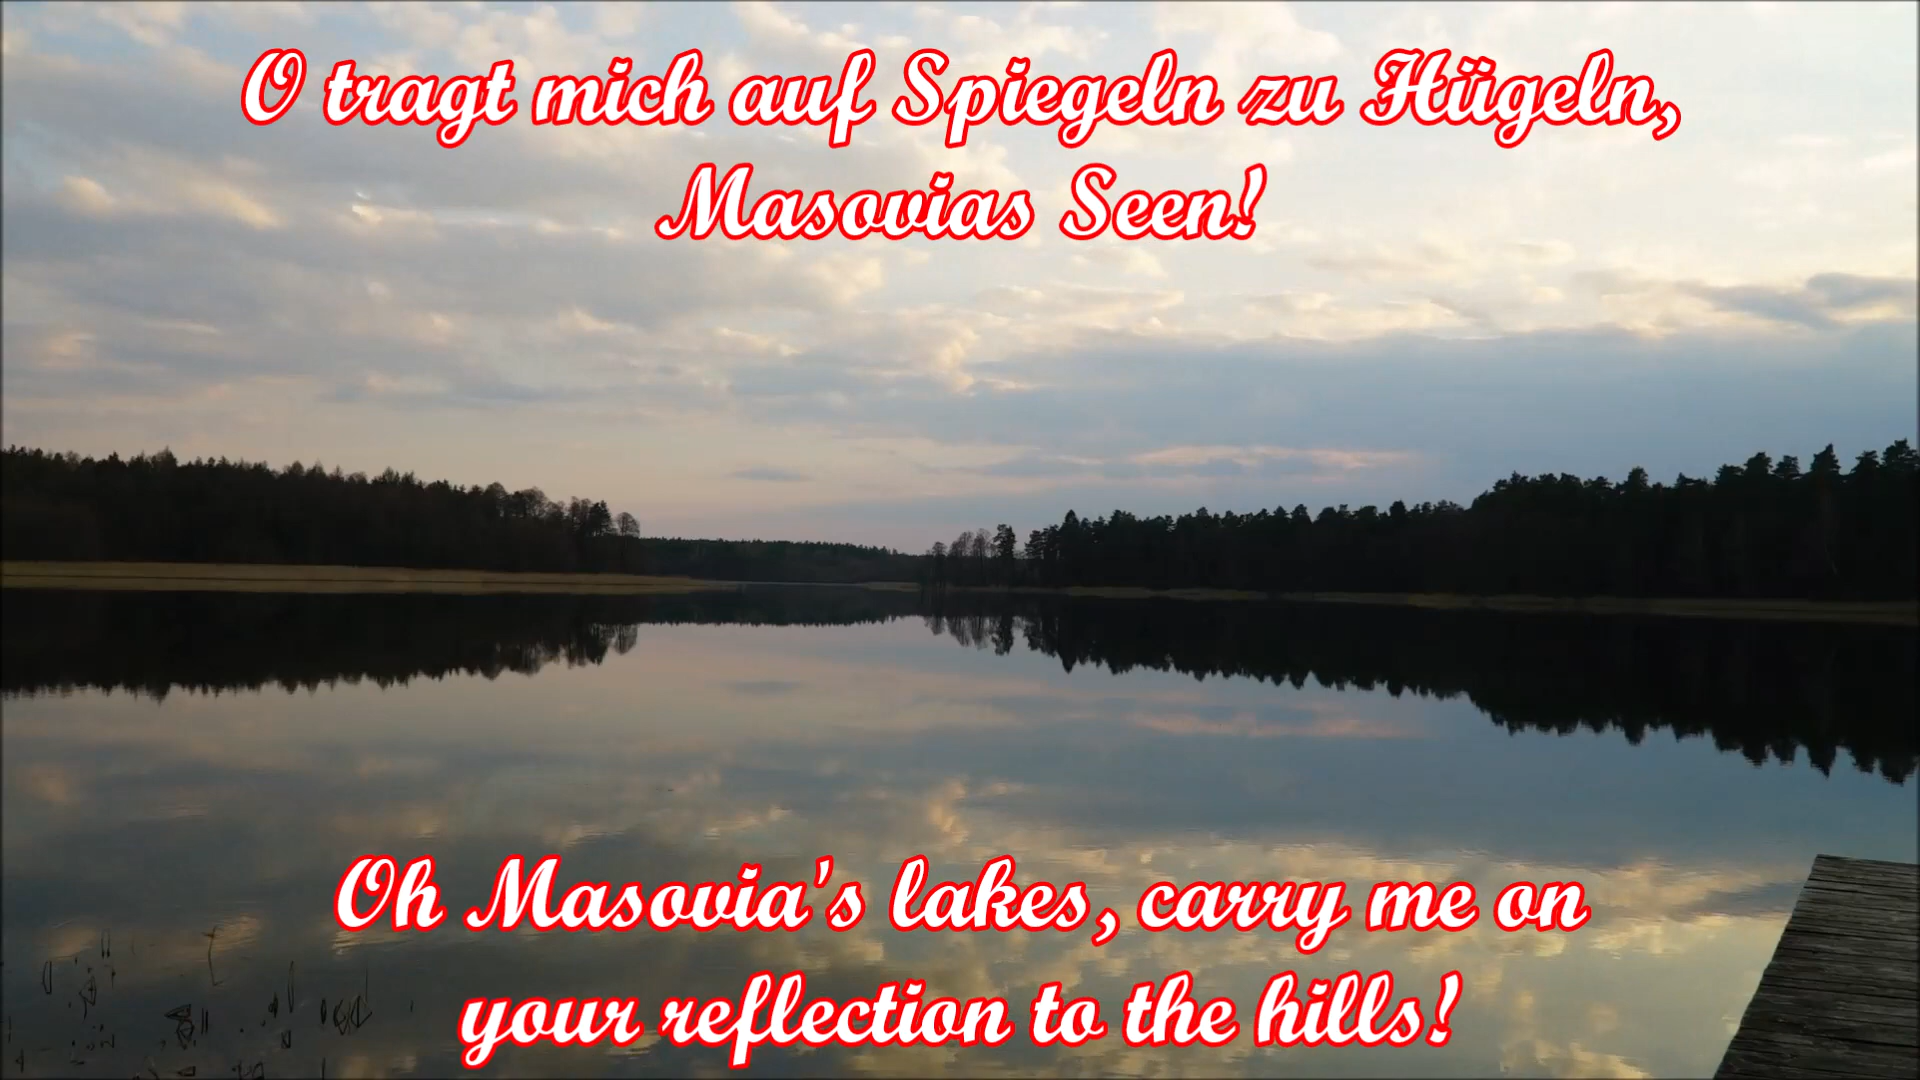 O tragt mich auf Spiegeln zu Hügeln,
Masovias Seen!
Oh Masovia's lakes, carry me on
your reflection to the hills!